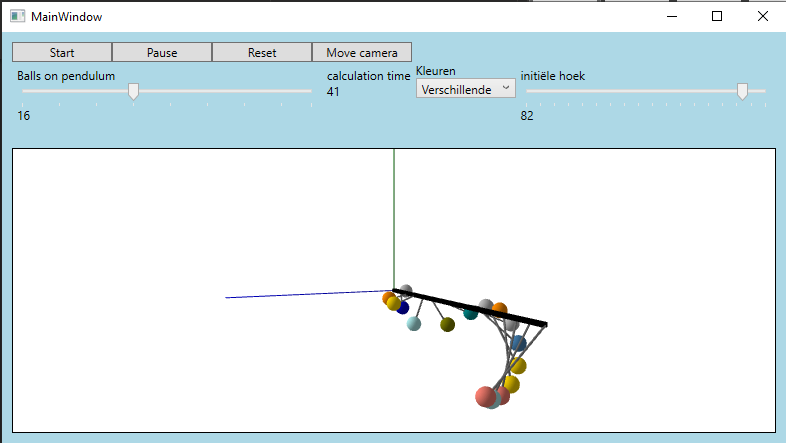 MainWindow
Start Pause Reset Move camera
Balls on pendulum calculation time Kleuren initiële hoek
41 Verschillende
16 82